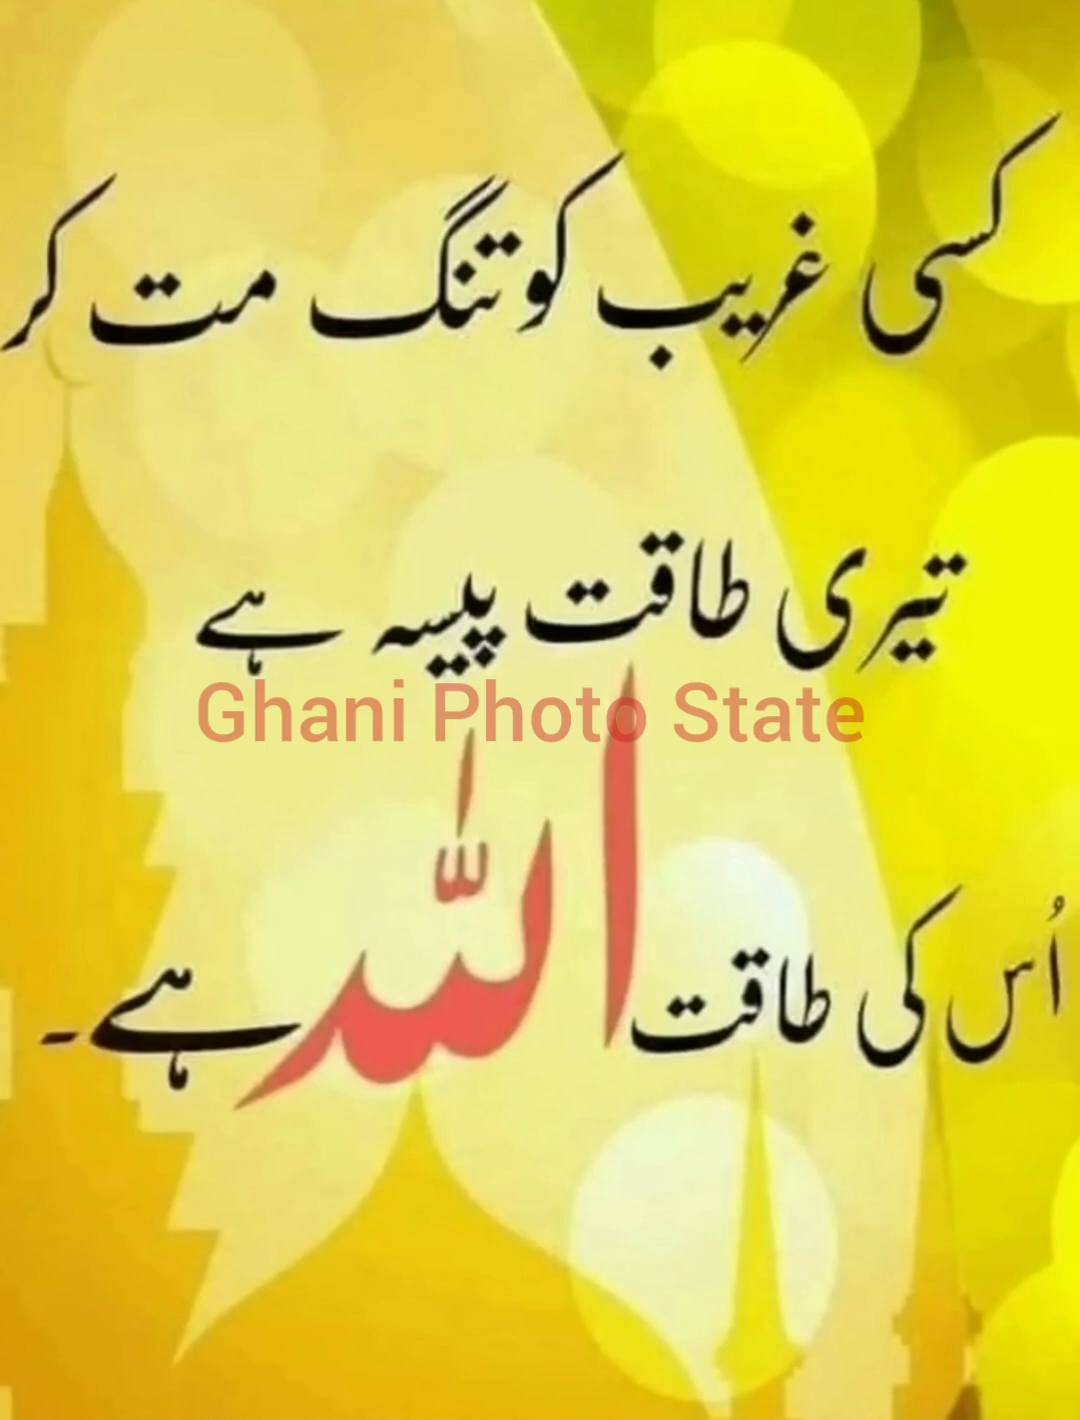 کسی غریب کو تنگ مت کر
تیری طاقت پیسہ ہے
Ghani Photo State
اُس کی طاقت اللہ ہے۔